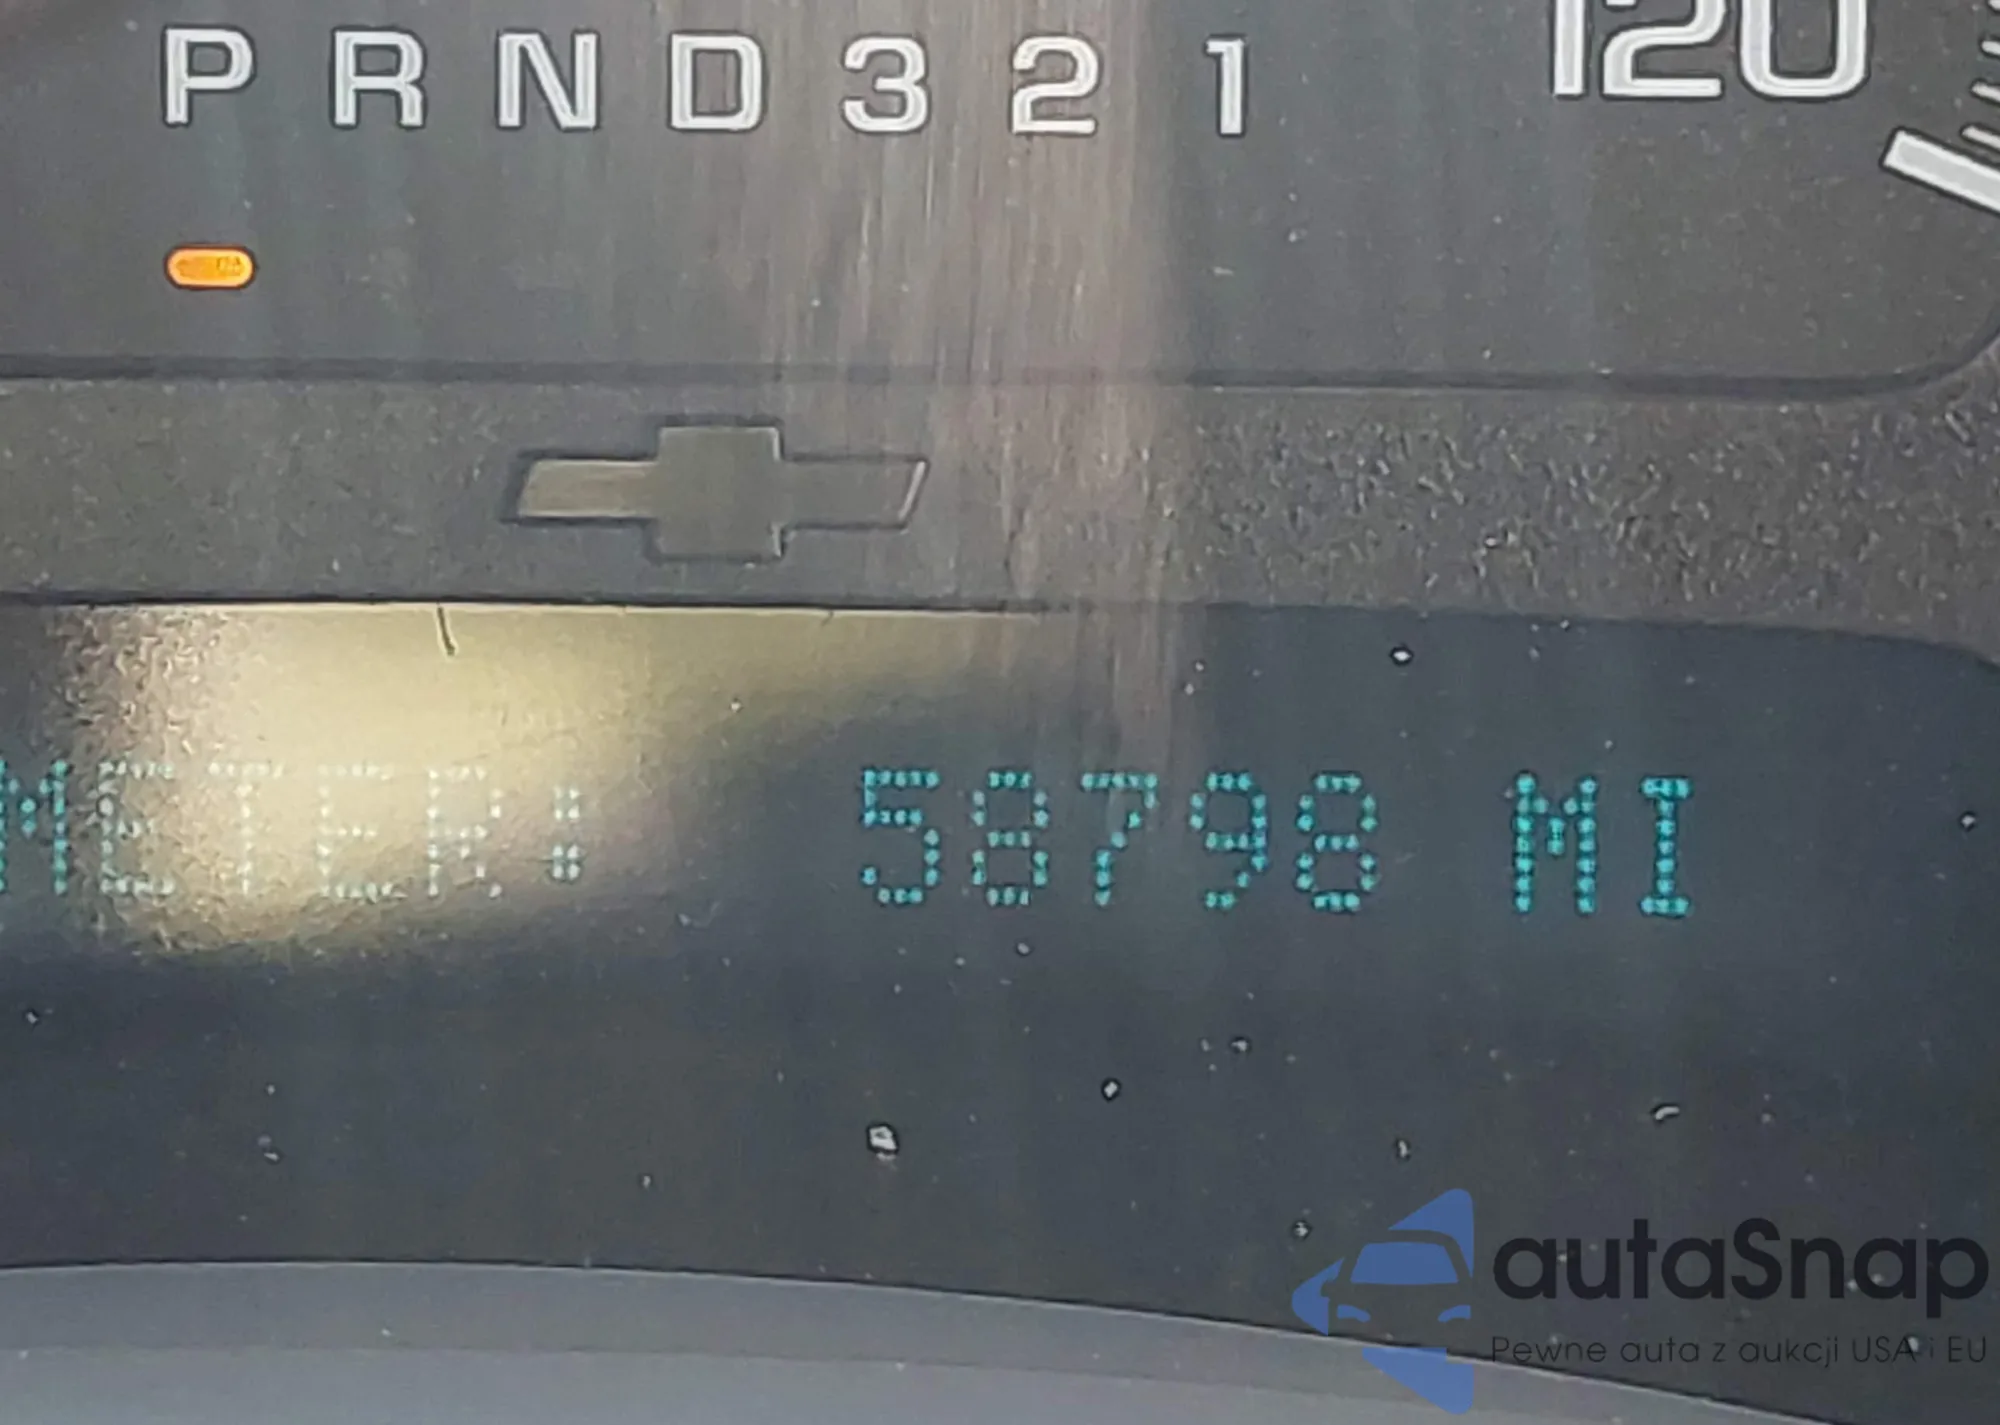 P R N D 3 2 1
120
METER: 58798 MI
autaSnap
Pewne auta z aukcji USA i EU